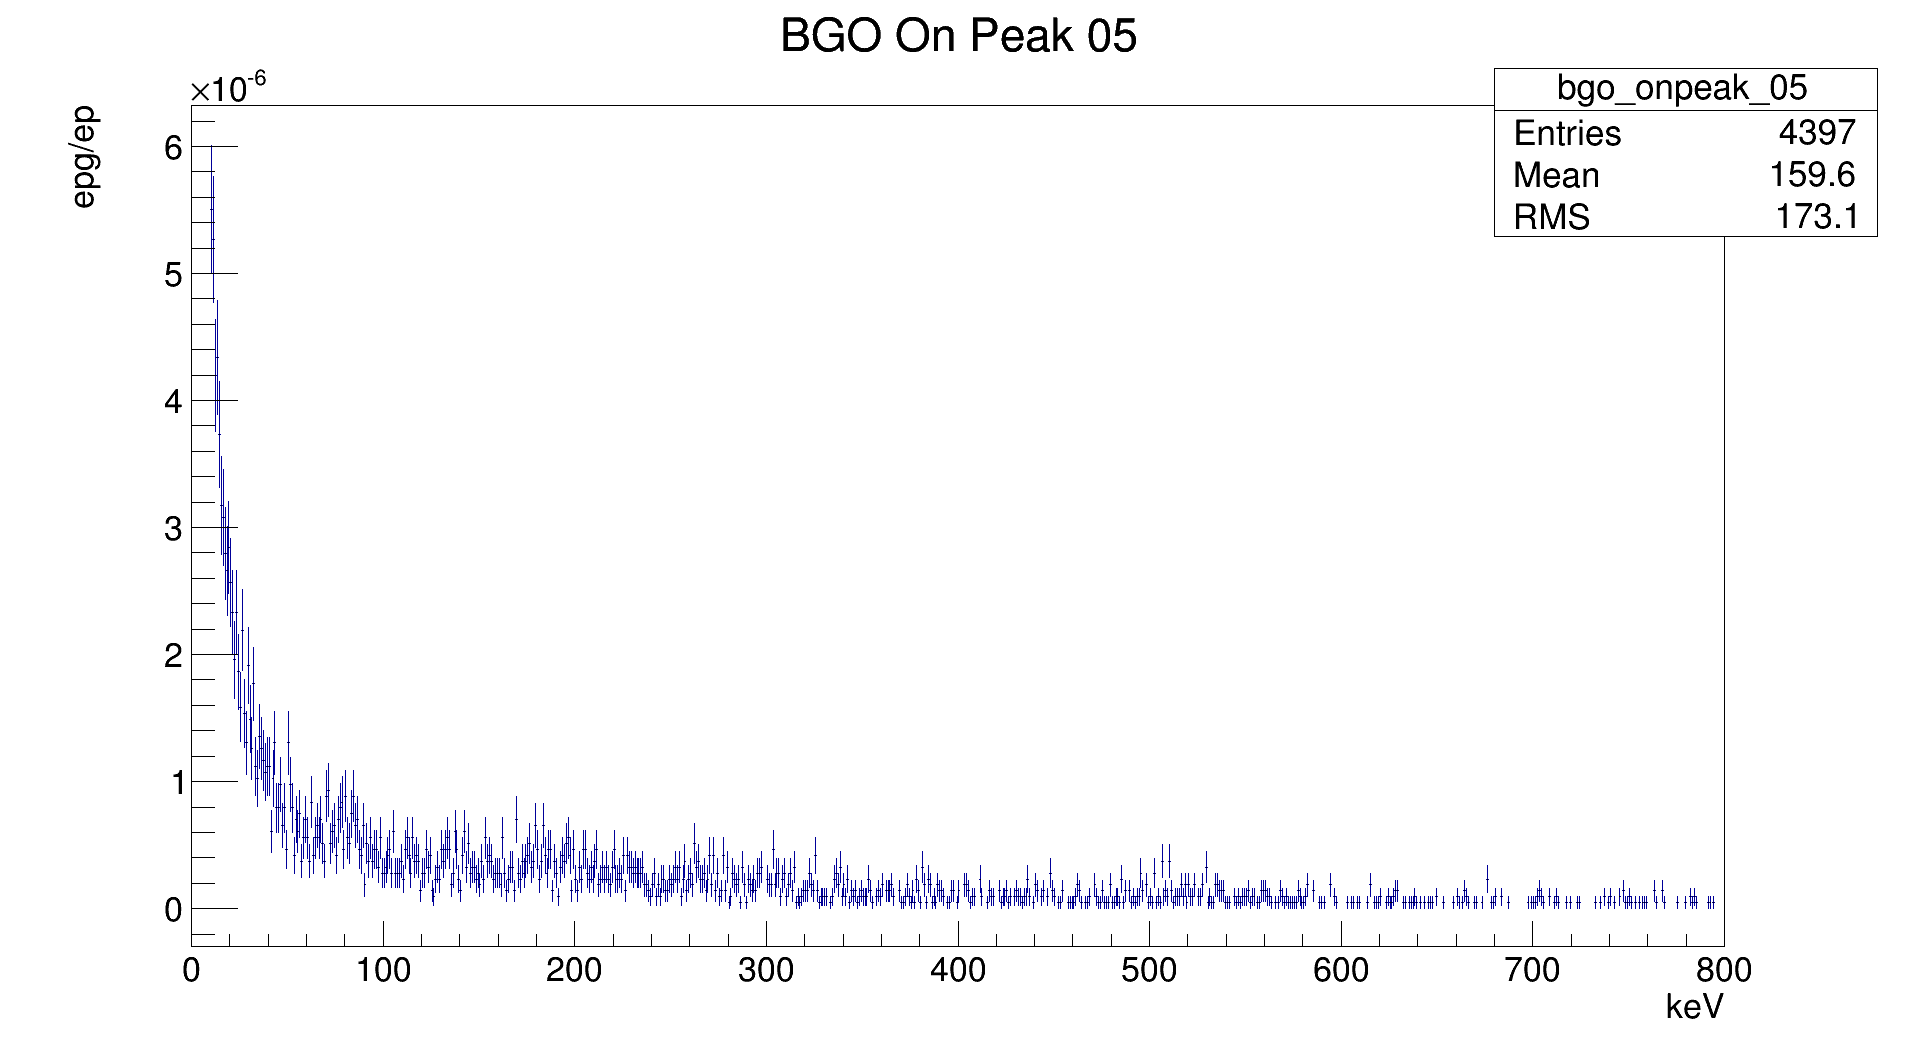 BGO On Peak 05
×10-6
epg/ep
bgo_onpeak_05
Entries 4397
Mean 159.6
RMS 173.1
6
5
4
3
2
1
0
0 100 200 300 400 500 600 700 800
keV